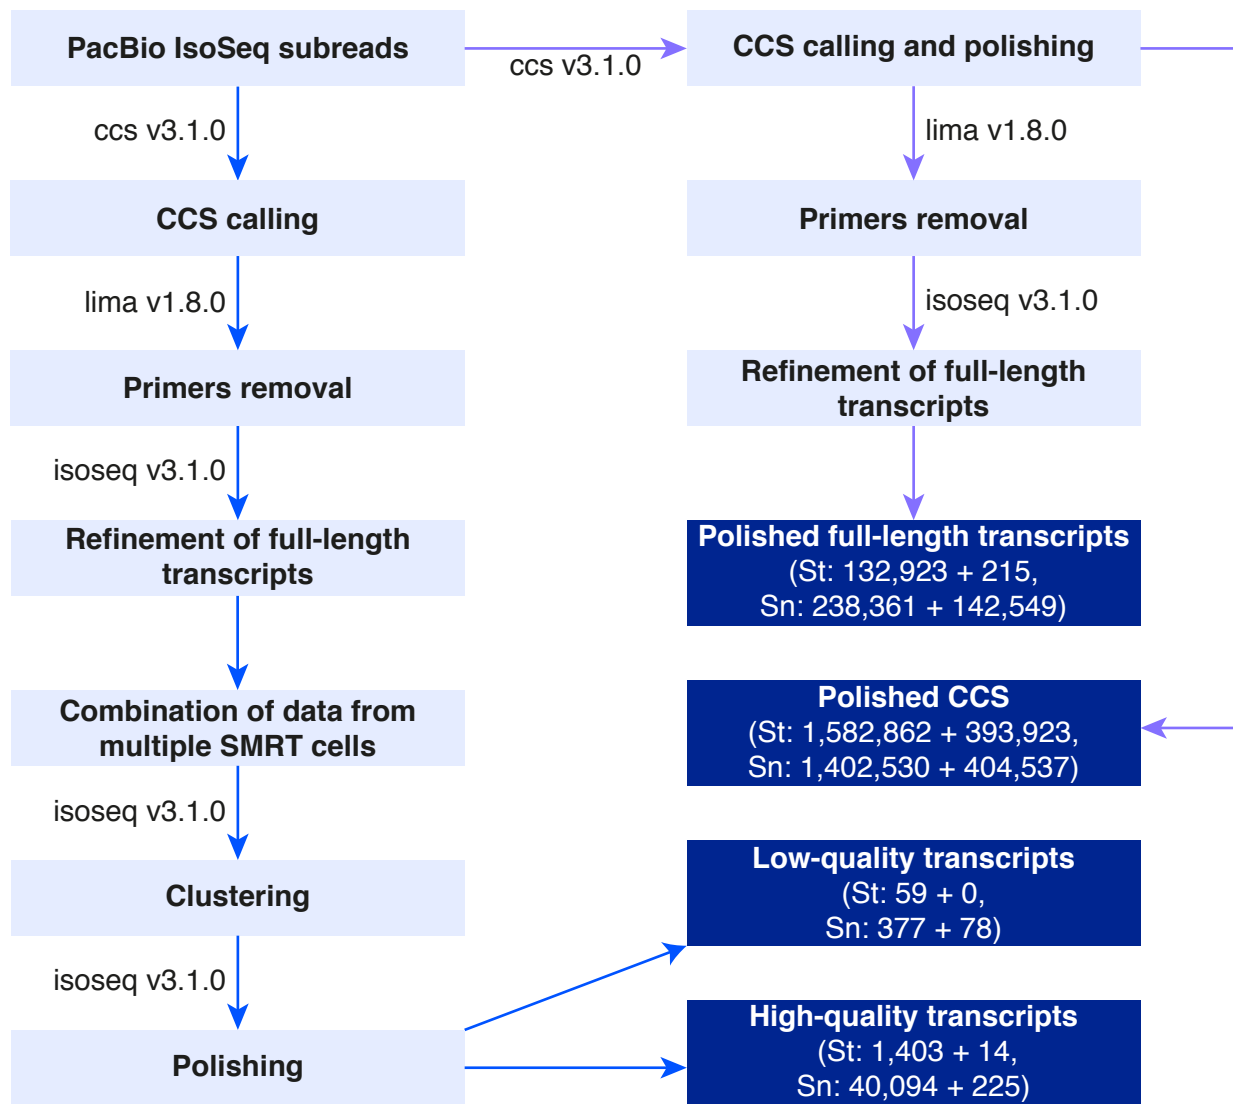 PacBio IsoSeq subreads
ccs v3.1.0
CCS calling and polishing
ccs v3.1.0
lima v1.8.0
CCS calling
Primers removal
lima v1.8.0
isoseq v3.1.0
Primers removal
Refinement of full-length
transcripts
isoseq v3.1.0
Refinement of full-length
transcripts
Polished full-length transcripts
(St: 132,923 + 215,
Sn: 238,361 + 142,549)
Combination of data from
multiple SMRT cells
Polished CCS
(St: 1,582,862 + 393,923,
Sn: 1,402,530 + 404,537)
isoseq v3.1.0
Clustering
Low-quality transcripts
(St: 59 + 0,
Sn: 377 + 78)
isoseq v3.1.0
Polishing
High-quality transcripts
(St: 1,403 + 14,
Sn: 40,094 + 225)